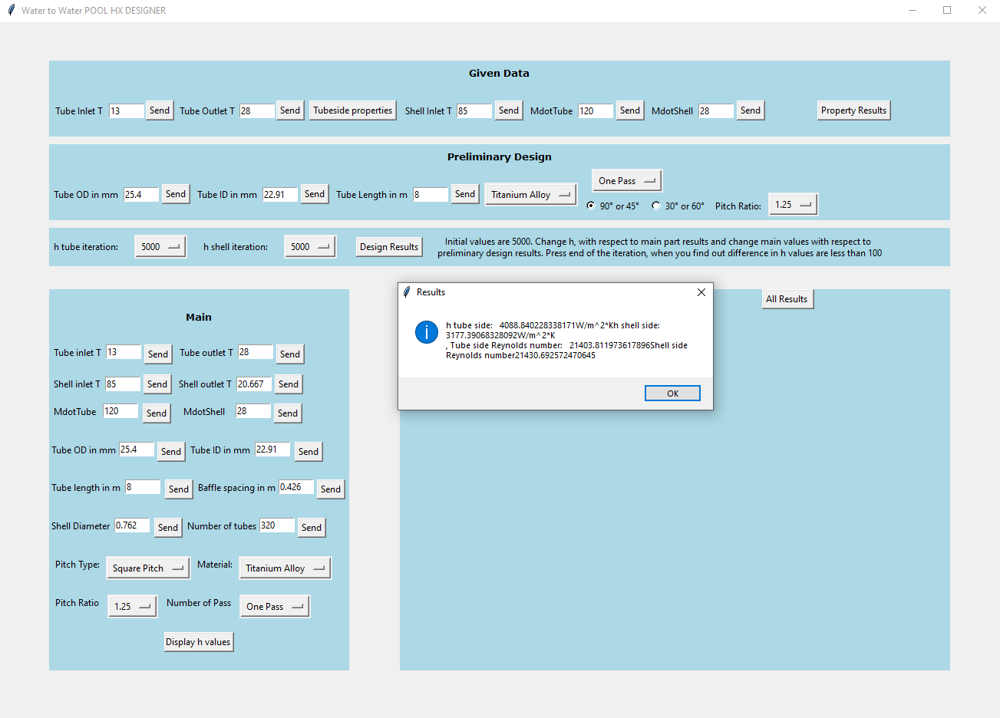 Water to Water POOL HX DESIGNER
Given Data
Tube Inlet T 13 Send Tube Outlet T 28 Send Tubeside properties Shell Inlet T 85 Send MdotTube 120 Send MdotShell 28 Send Property Results
Preliminary Design
One Pass
Tube OD in mm 25.4 Send Tube ID in mm 22.91 Send Tube Length in m 8 Send Titanium Alloy
90° or 45° 30° or 60° Pitch Ratio: 1.25
h tube iteration: 5000 h shell iteration: 5000 Design Results
Initial values are 5000. Change h, with respect to main part results and change main values with respect to
preliminary design results. Press end of the iteration, when you find out difference in h values are less than 100
Main
Tube inlet T 13 Send Tube outlet T 28 Send
Shell inlet T 85 Send Shell outlet T 20.667 Send
MdotTube 120 Send MdotShell 28 Send
Tube OD in mm 25.4 Send Tube ID in mm 22.91 Send
Tube length in m 8 Send Baffle spacing in m 0.426 Send
Shell Diameter 0.762 Send Number of tubes 320 Send
Pitch Type: Square Pitch Material: Titanium Alloy
Pitch Ratio 1.25 Number of Pass One Pass
Display h values
All Results
Results
h tube side: 4088.840228338171W/m^2*Kh shell side:
3177.39068328092W/m^2*K
, Tube side Reynolds number: 21403.811973617896Shell side
Reynolds number21430.692572470645
OK